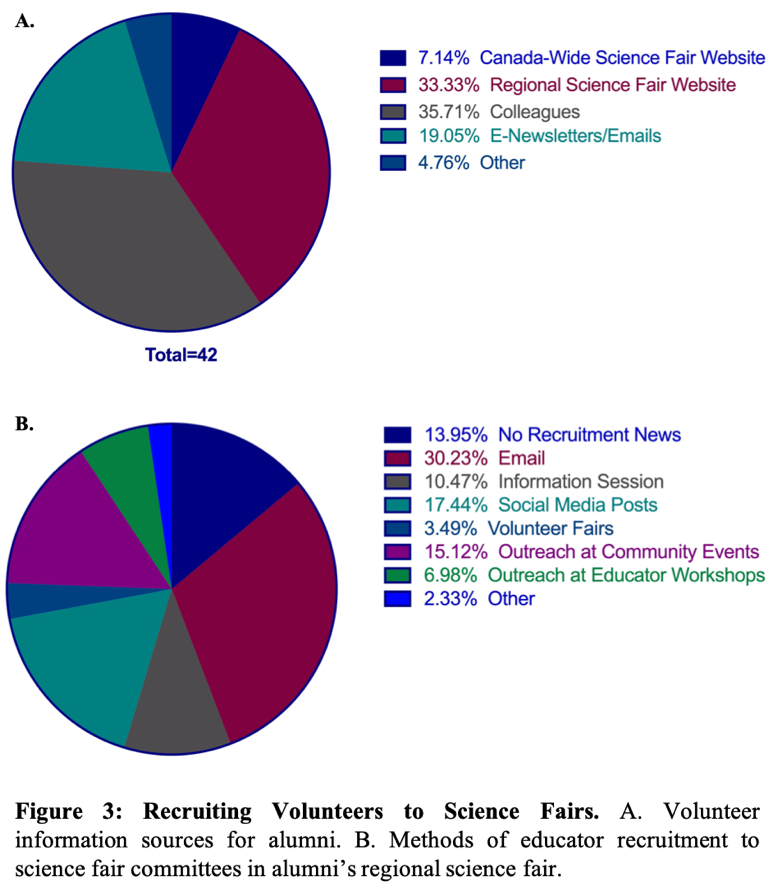 A.
7.14% Canada-Wide Science Fair Website
33.33% Regional Science Fair Website
35.71% Colleagues
19.05% E-Newsletters/Emails
4.76% Other
Total=42
B.
13.95% No Recruitment News
30.23% Email
10.47% Information Session
17.44% Social Media Posts
3.49% Volunteer Fairs
15.12% Outreach at Community Events
6.98% Outreach at Educator Workshops
2.33% Other
Figure 3: Recruiting Volunteers to Science Fairs. A. Volunteer
information sources for alumni. B. Methods of educator recruitment to
science fair committees in alumni's regional science fair.